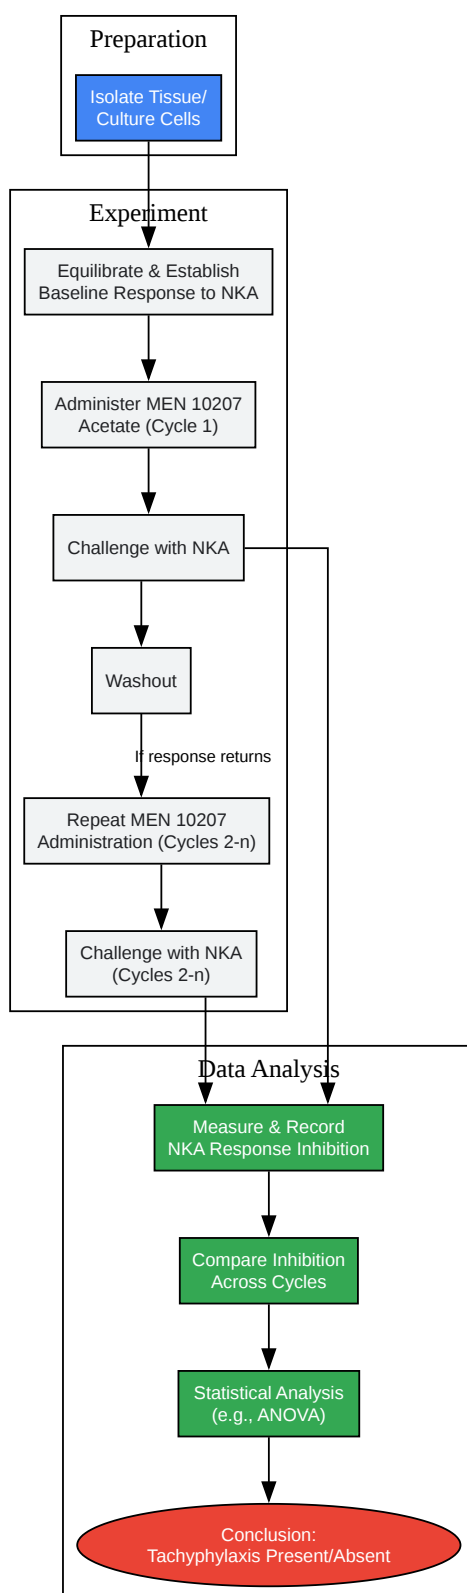 Preparation
Isolate Tissue/
Culture Cells
Experiment
Equilibrate & Establish
Baseline Response to NKA
Administer MEN 10207
Acetate (Cycle 1)
Challenge with NKA
Washout
If response returns
Repeat MEN 10207
Administration (Cycles 2-n)
Challenge with NKA
(Cycles 2-n)
Data Analysis
Measure & Record
NKA Response Inhibition
Compare Inhibition
Across Cycles
Statistical Analysis
(e.g., ANOVA)
Conclusion:
Tachyphylaxis Present/Absent